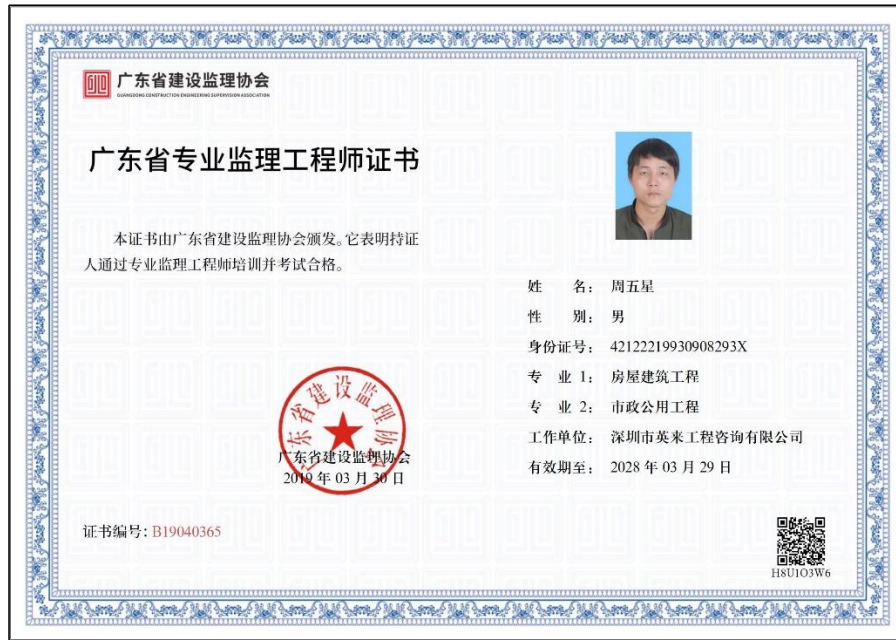 广东省建设监理协会
GUANGDONG CONSTRUCTION ENGINEERING SUPERVISION ASSOCIATION
广东省专业监理工程师证书
本证书由广东省建设监理协会颁发。它表明持证
人通过专业监理工程师培训并考试合格。
姓 名： 周五星
性 别： 男
身份证号： 42122219930908293X
专 业 1： 房屋建筑工程
专 业 2： 市政公用工程
工作单位： 深圳市英来工程咨询有限公司
有效期至： 2028 年 03 月 29 日
广东省建设监理协会
广东省建设监理协会
2019 年 03 月 30 日
证书编号：B19040365
H8U1O3W6